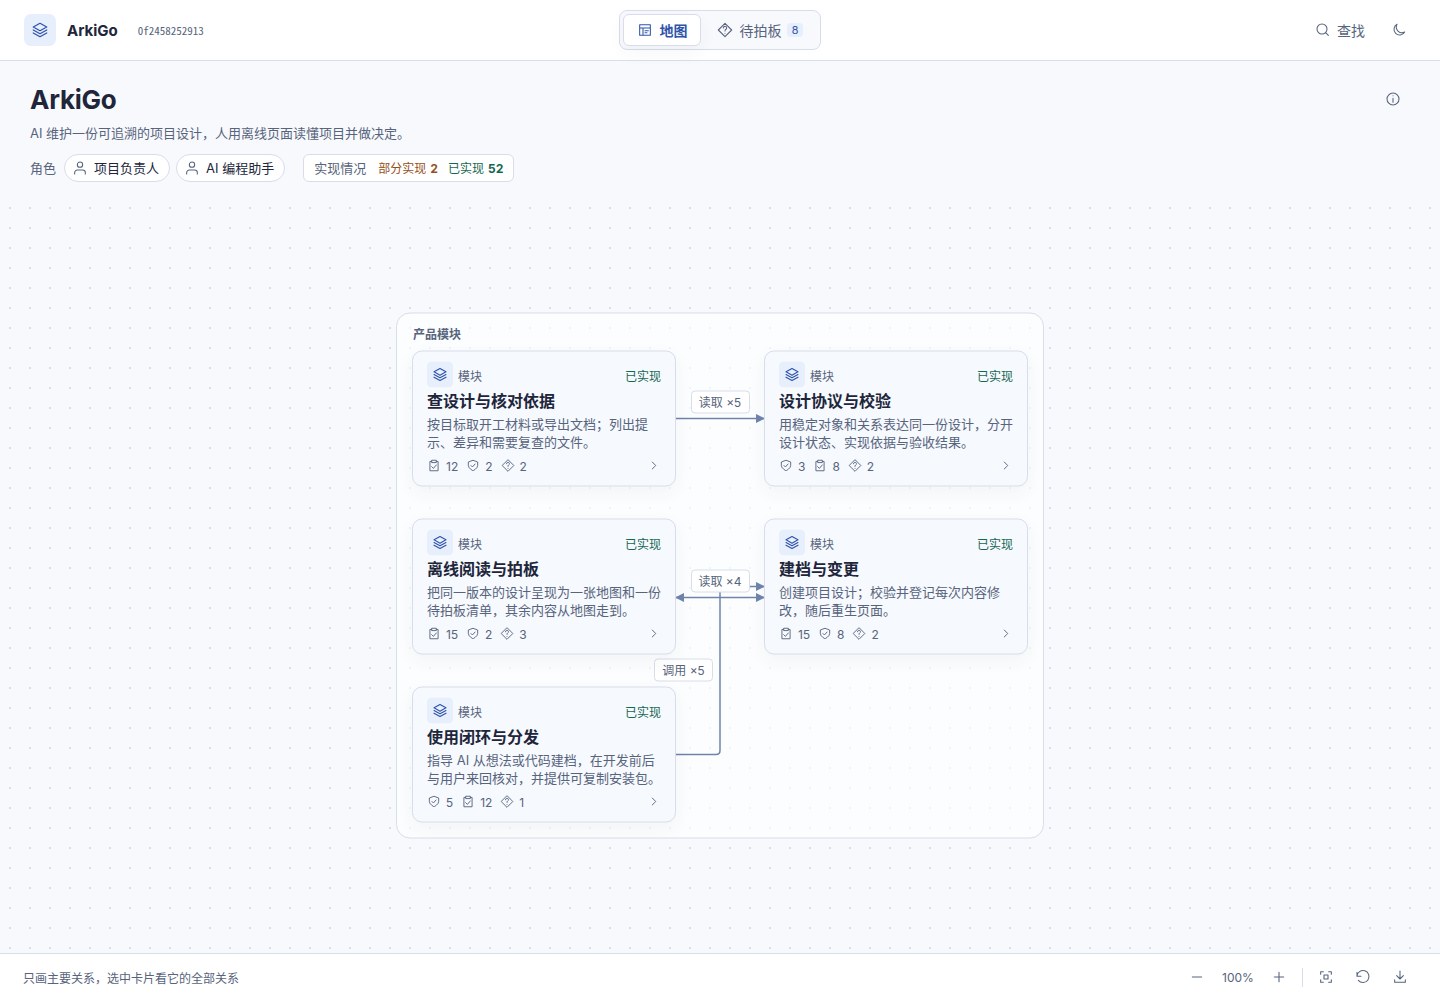 ArkiGo
0f2458252913
地图
待拍板 8
查找
ArkiGo
AI 维护一份可追溯的项目设计，人用离线页面读懂项目并做决定。
角色
项目负责人
AI 编程助手
实现情况 部分实现 2 已实现 52
产品模块
模块
已实现
查设计与核对依据
按目标取开工材料或导出文档；列出提
示、差异和需要复查的文件。
12 2 2
读取 ×5
模块
已实现
设计协议与校验
用稳定对象和关系表达同一份设计，分开
设计状态、实现依据与验收结果。
3 8 2
模块
已实现
离线阅读与拍板
把同一版本的设计呈现为一张地图和一份
待拍板清单，其余内容从地图走到。
15 2 3
读取 ×4
模块
已实现
建档与变更
创建项目设计；校验并登记每次内容修
改，随后重生页面。
15 8 2
调用 ×5
模块
已实现
使用闭环与分发
指导 AI 从想法或代码建档，在开发前后
与用户来回核对，并提供可复制安装包。
5 12 1
只画主要关系，选中卡片看它的全部关系
100%